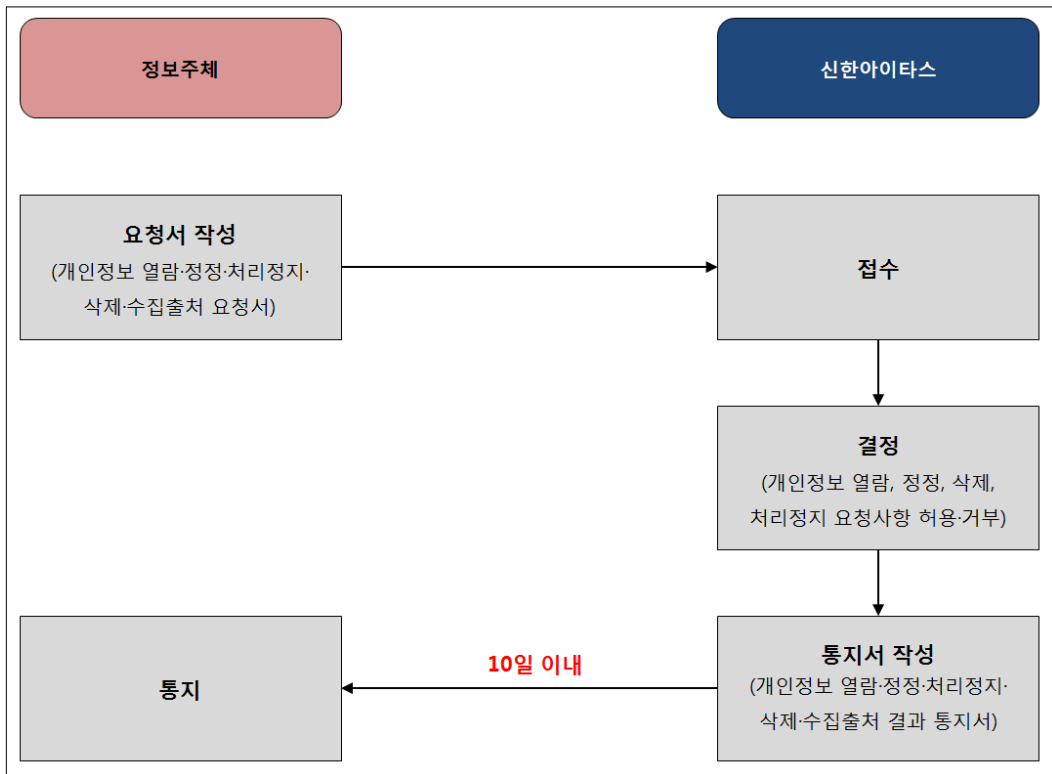 정보주체
신한아이타스
요청서 작성
(개인정보 열람·정정·처리정지·
삭제·수집출처 요청서)
접수
결정
(개인정보 열람, 정정, 삭제,
처리정지 요청사항 허용·거부)
통지
10일 이내
통지서 작성
(개인정보 열람·정정·처리정지·
삭제·수집출처 결과 통지서)